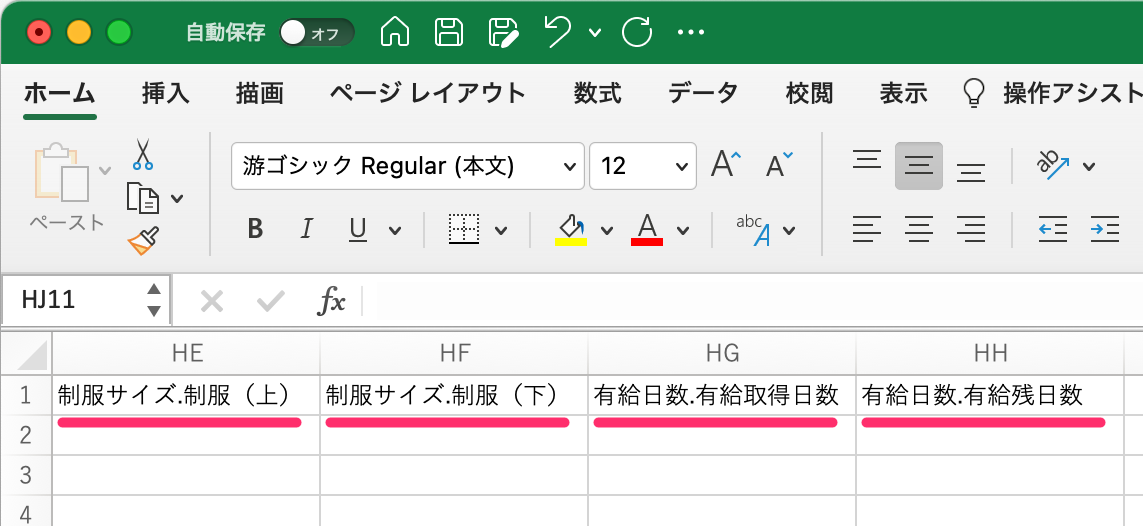 自動保存 オフ
ホーム 挿入 描画 ページ レイアウト 数式 データ 校閲 表示 操作アシスト
ペースト
游ゴシック Regular (本文) 12 A A
B I U A abc A
ab
HJ11 fx
HE HF HG HH
1 制服サイズ.制服（上） 制服サイズ.制服（下） 有給日数.有給取得日数 有給日数.有給残日数
2
3
4